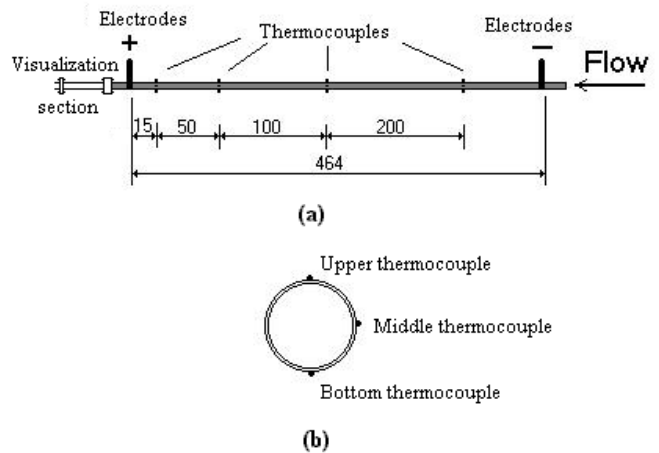 Electrodes
Electrodes
Thermocouples
+
−
Visualization
section
Flow
15
50
100
200
464
(a)
Upper thermocouple
Middle thermocouple
Bottom thermocouple
(b)